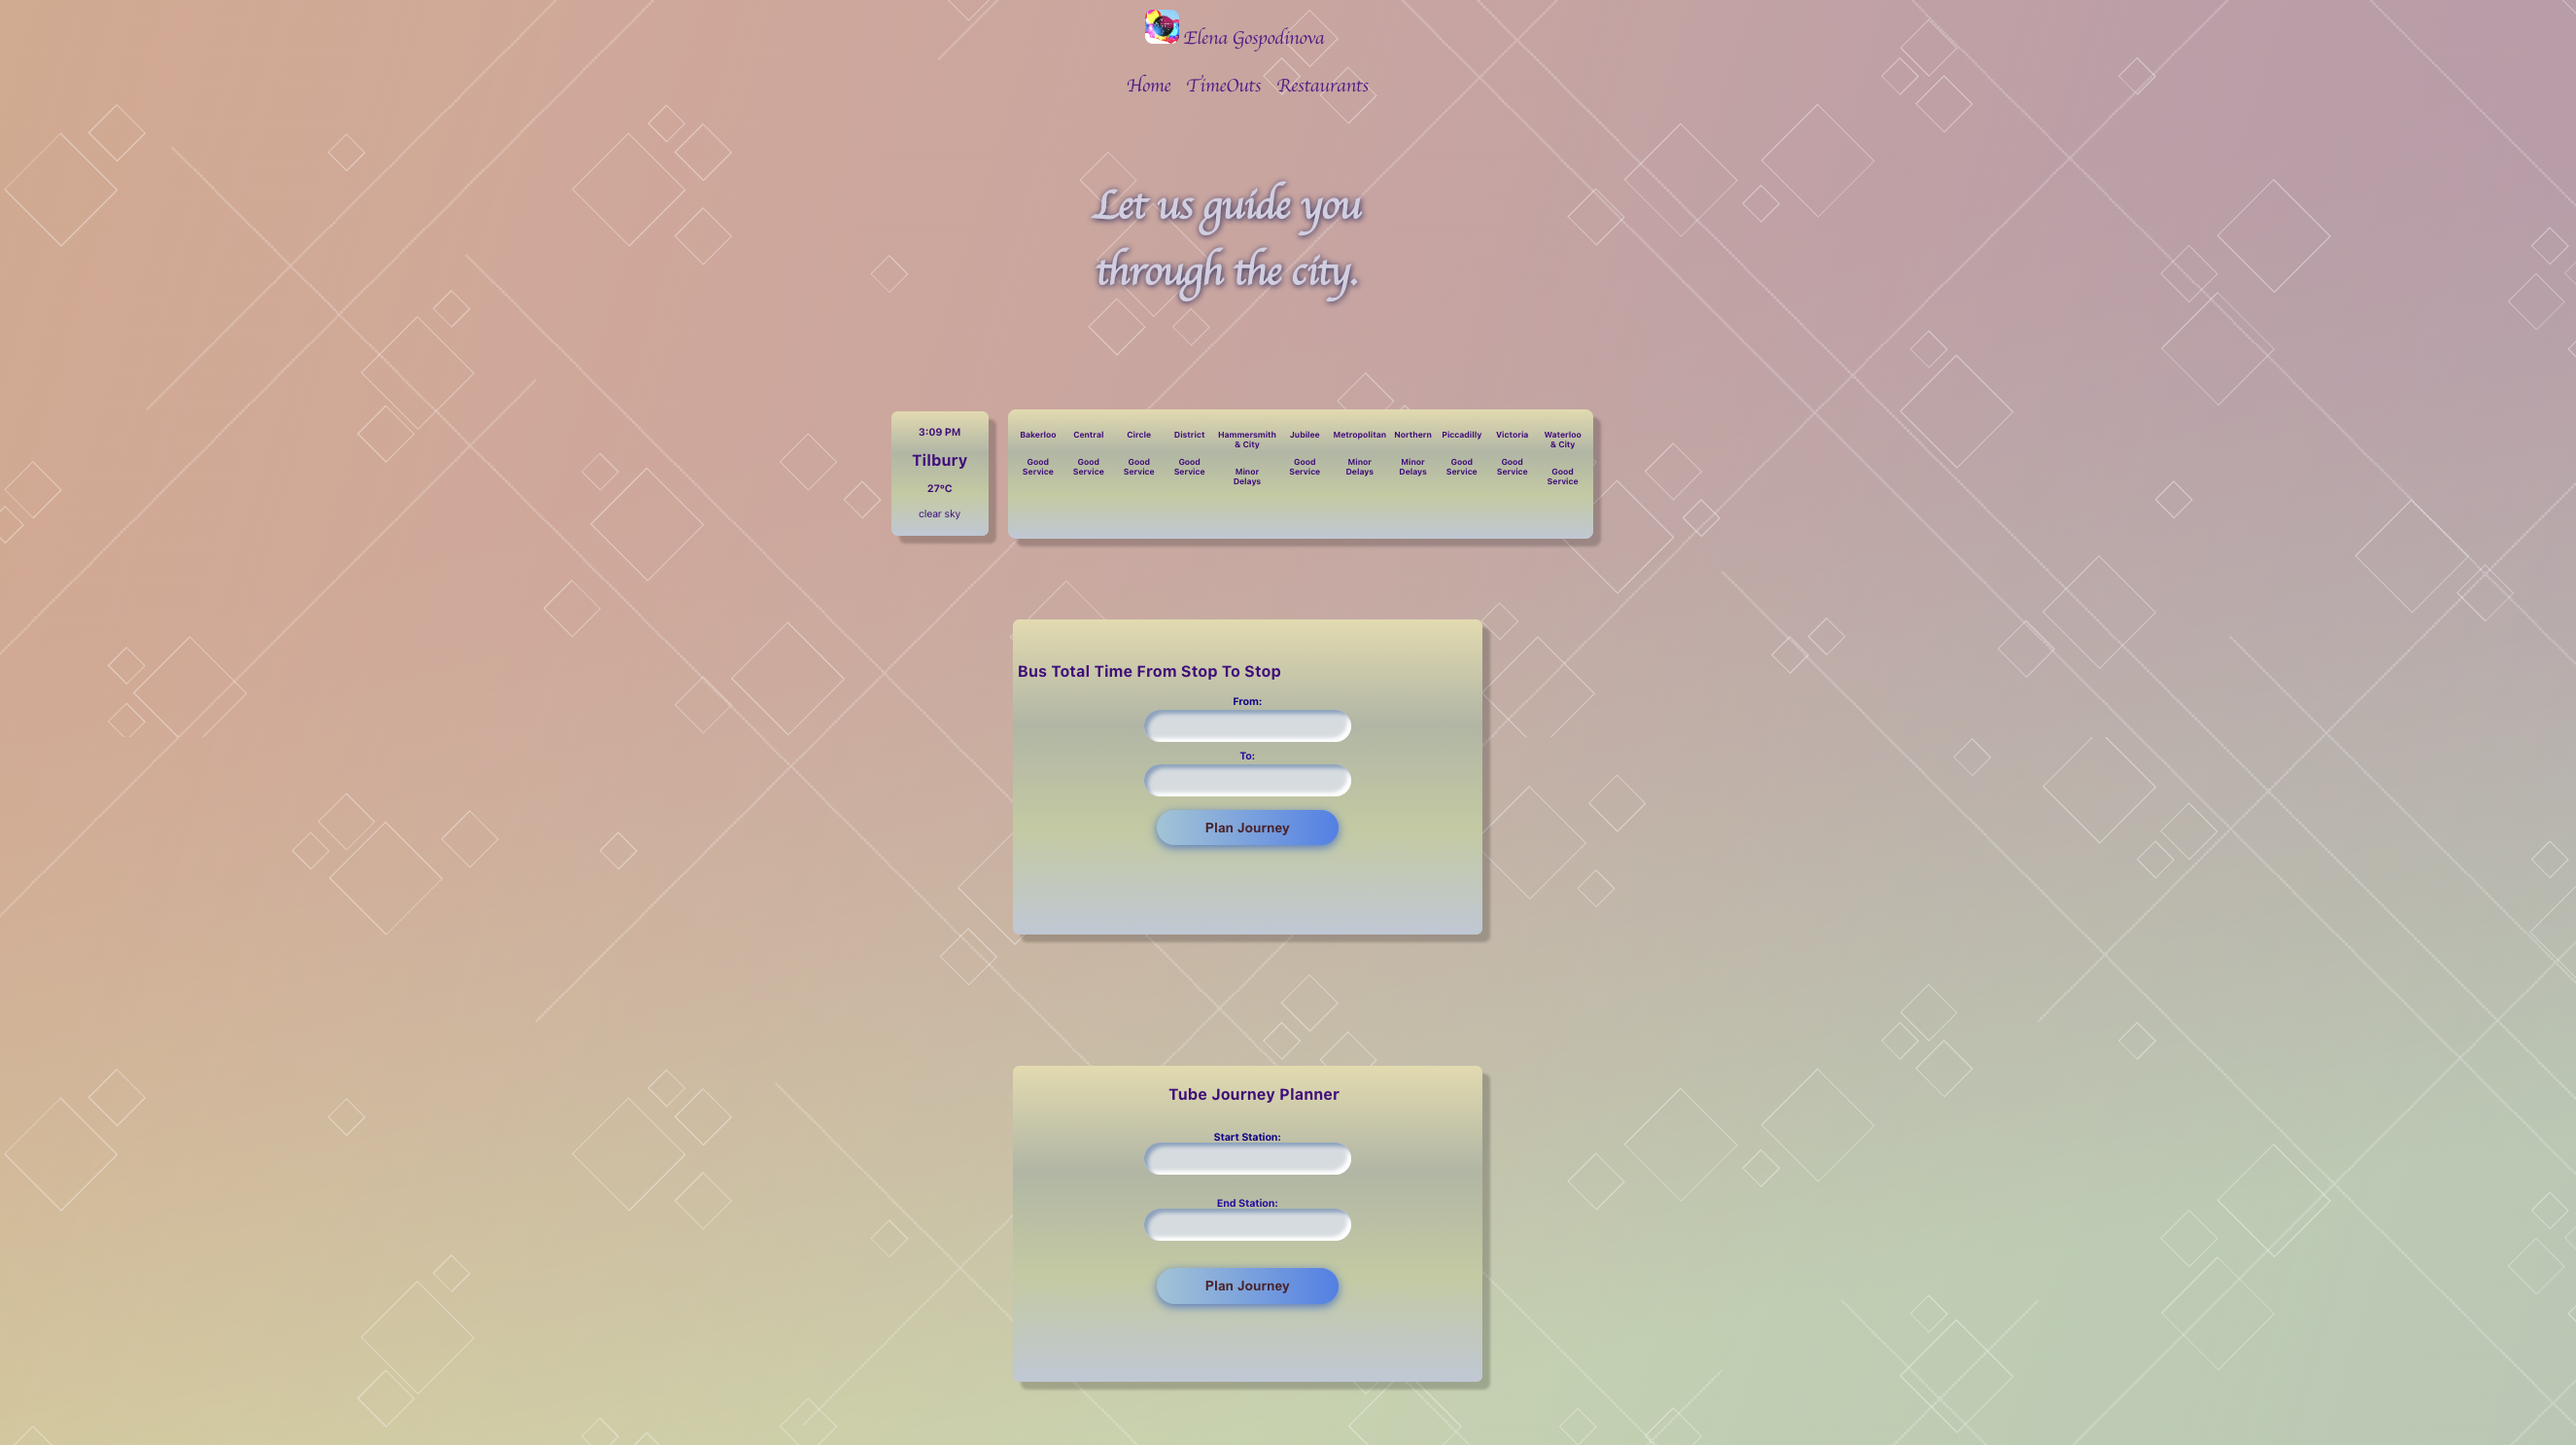 Elena Gospodinova
Home TimeOuts Restaurants
Let us guide you
through the city.
3:09 PM
Tilbury
27°C
clear sky
Bakerloo
Good
Service
Central
Good
Service
Circle
Good
Service
District
Good
Service
Hammersmith
& City
Minor
Delays
Jubilee
Good
Service
Metropolitan
Minor
Delays
Northern
Minor
Delays
Piccadilly
Good
Service
Victoria
Good
Service
Waterloo
& City
Good
Service
Bus Total Time From Stop To Stop
From:
To:
Plan Journey
Tube Journey Planner
Start Station:
End Station:
Plan Journey